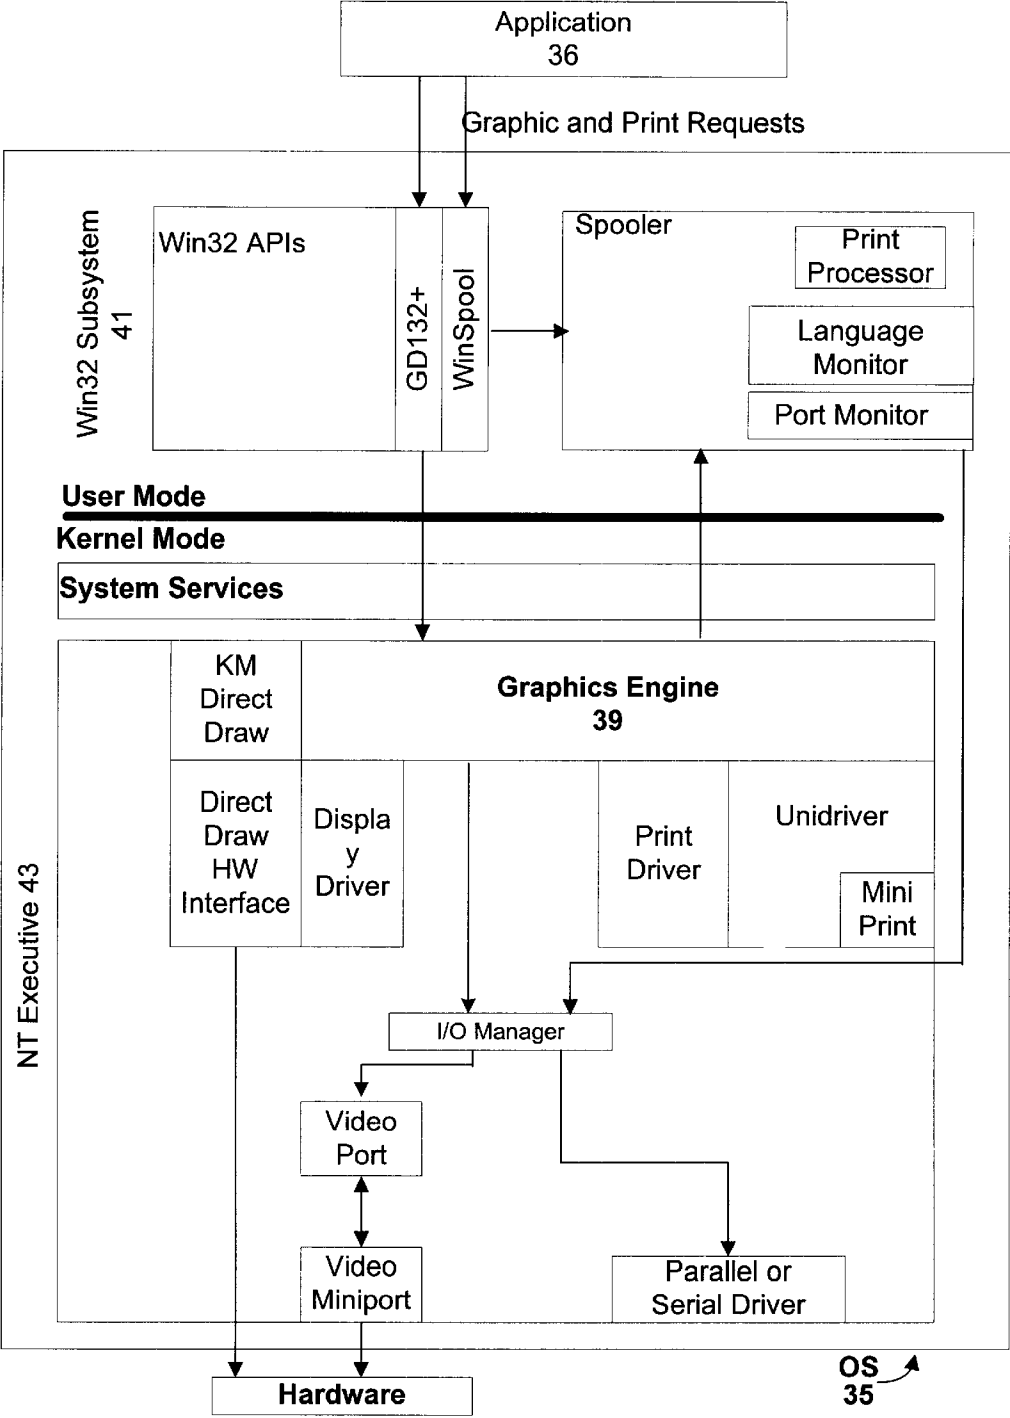 Application
36
Graphic and Print Requests
Win32 Subsystem
41
Win32 APIs
GD132+
WinSpool
Spooler
Print
Processor
Language
Monitor
Port Monitor
User Mode
Kernel Mode
System Services
NT Executive 43
KM
Direct
Draw
Graphics Engine
39
Direct
Draw
HW
Interface
Displa
y
Driver
Print
Driver
Unidriver
Mini
Print
I/O Manager
Video
Port
Video
Miniport
Parallel or
Serial Driver
Hardware
OS
35